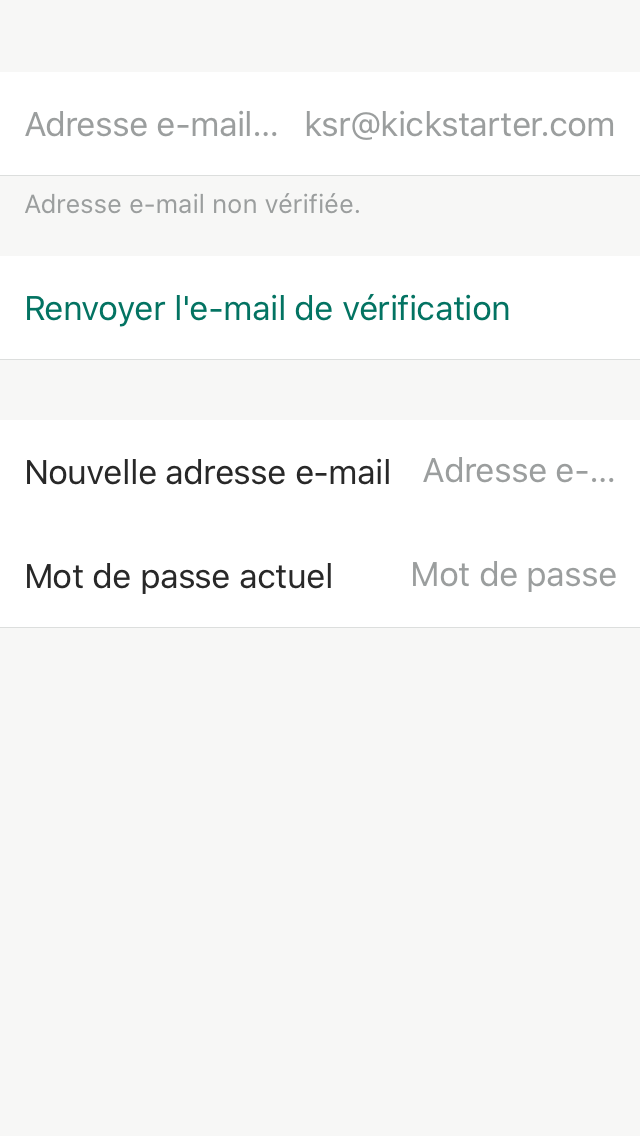 Adresse e-mail... ksr@kickstarter.com
Adresse e-mail non vérifiée.
Renvoyer l'e-mail de vérification
Nouvelle adresse e-mail Adresse e-...
Mot de passe actuel Mot de passe